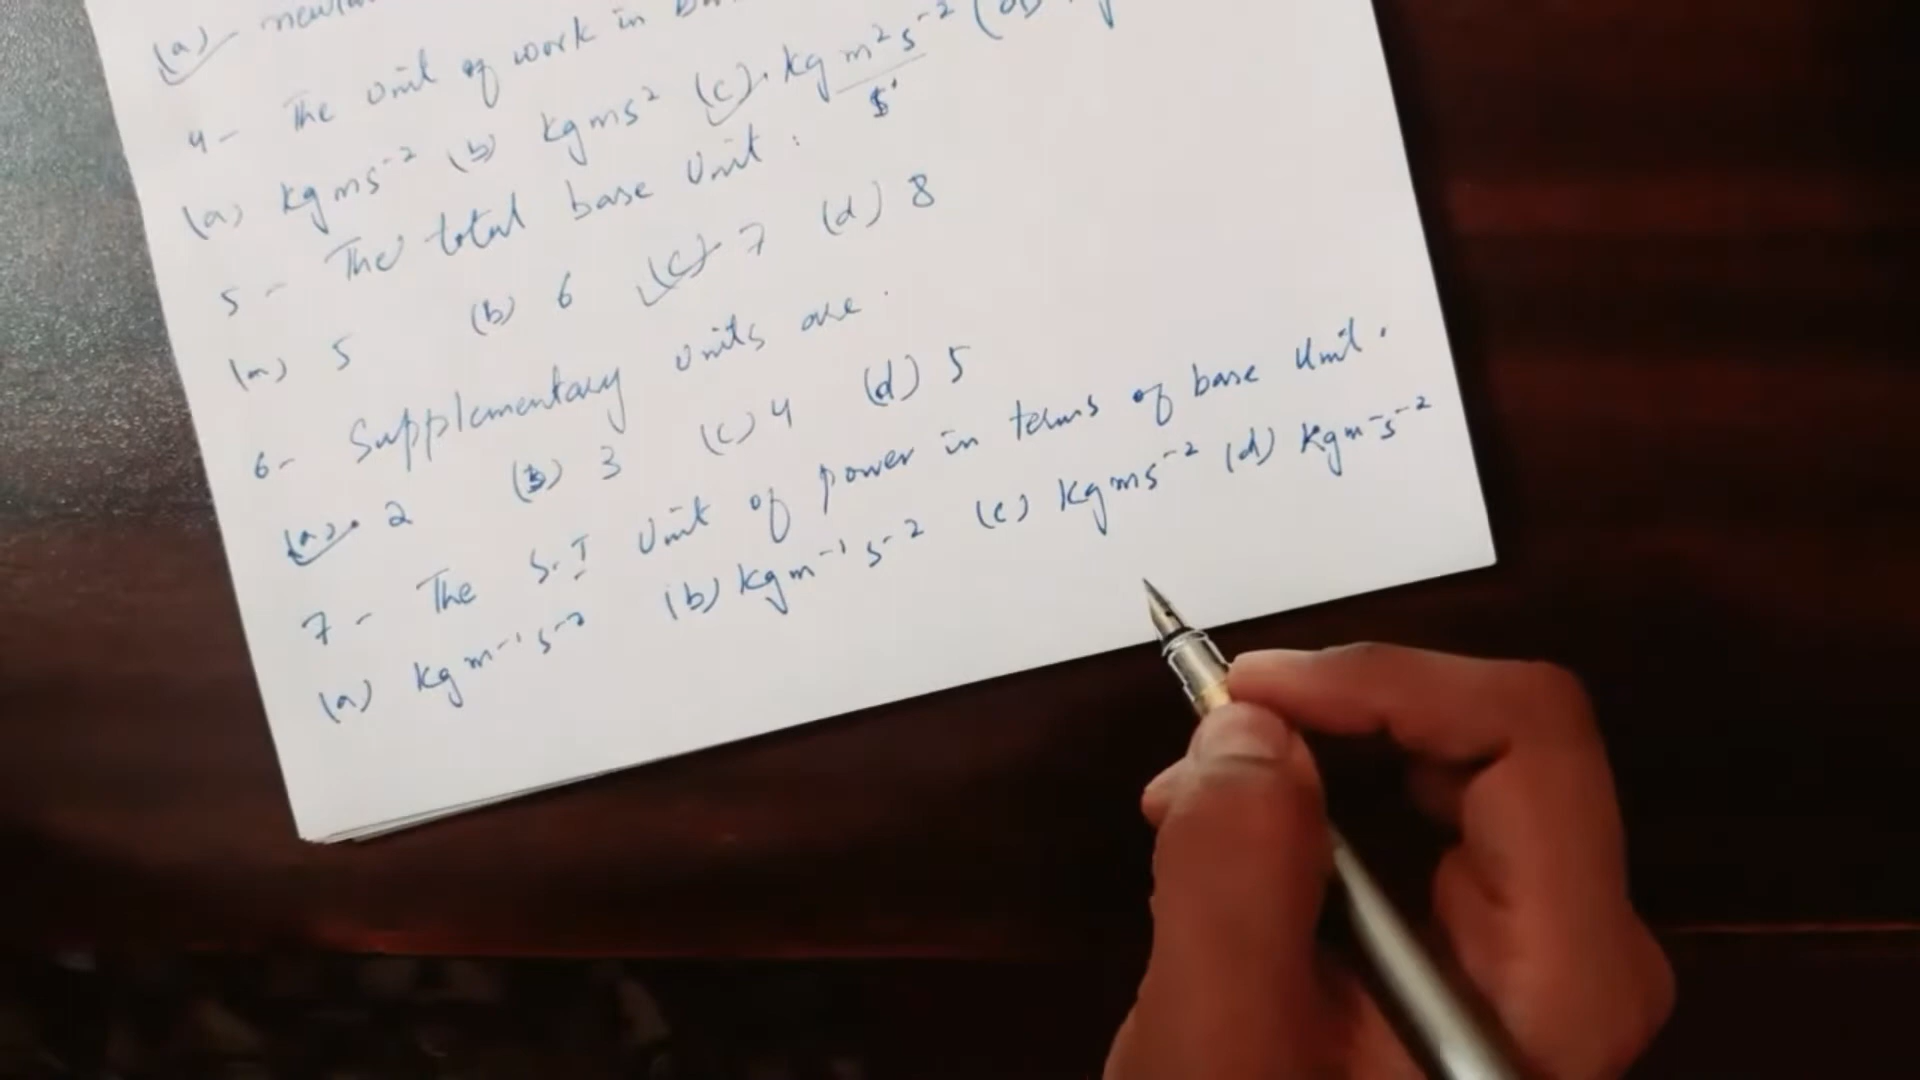 (a)
4- The Unit of work in
(a) kgms⁻² (b) kgms² (c). kg m²s⁻² (d)
5- The total base Unit :
(a) 5 (b) 6 (c) 7 (d) 8
6- Supplementary Units are.
(a). 2 (b) 3 (c) 4 (d) 5
7- The S.I Unit of power in terms of base Unit.
(a) kgm⁻¹s⁻² (b) kgm⁻¹s⁻² (c) kgms⁻² (d) kgm⁻s⁻²